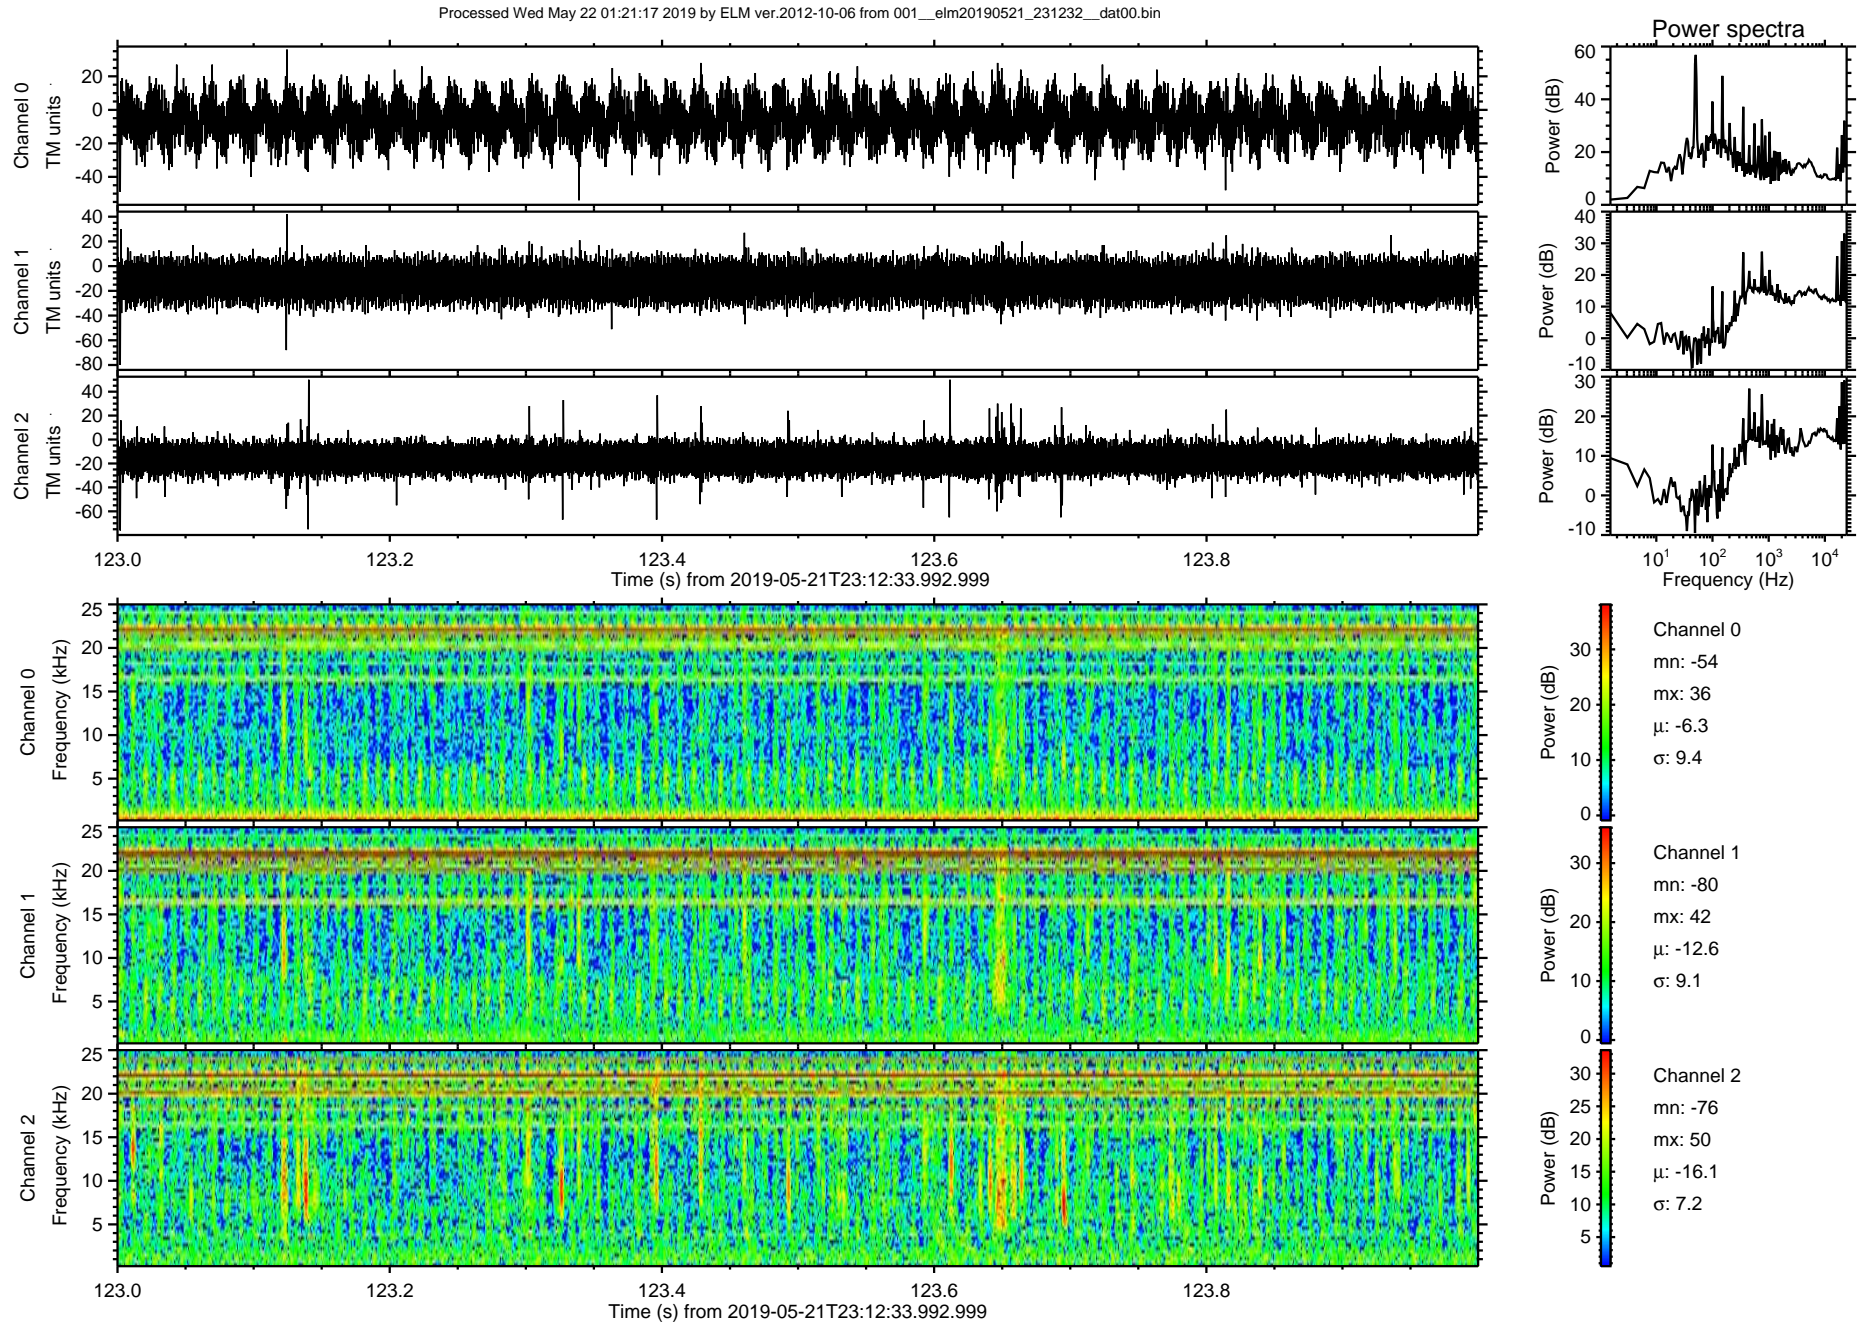 Processed Wed May 22 01:21:17 2019 by ELM ver.2012-10-06 from 001__elm20190521_231232__dat00.bin
Power spectra
Channel 0
TM units
20
0
-20
-40
Power (dB)
60
40
20
0
Channel 1
TM units
40
20
0
-20
-40
-60
-80
Power (dB)
40
30
20
10
0
-10
Channel 2
TM units
40
20
0
-20
-40
-60
Power (dB)
30
20
10
0
-10
123.0 123.2 123.4 123.6 123.8
Time (s) from 2019-05-21T23:12:33.992.999
10^1 10^2 10^3 10^4
Frequency (Hz)
Channel 0
Frequency (kHz)
25
20
15
10
5
Power (dB)
30
20
10
0
Channel 0
mn: -54
mx: 36
μ: -6.3
σ: 9.4
Channel 1
Frequency (kHz)
25
20
15
10
5
Power (dB)
30
20
10
0
Channel 1
mn: -80
mx: 42
μ: -12.6
σ: 9.1
Channel 2
Frequency (kHz)
25
20
15
10
5
Power (dB)
30
25
20
15
10
5
Channel 2
mn: -76
mx: 50
μ: -16.1
σ: 7.2
123.0 123.2 123.4 123.6 123.8
Time (s) from 2019-05-21T23:12:33.992.999